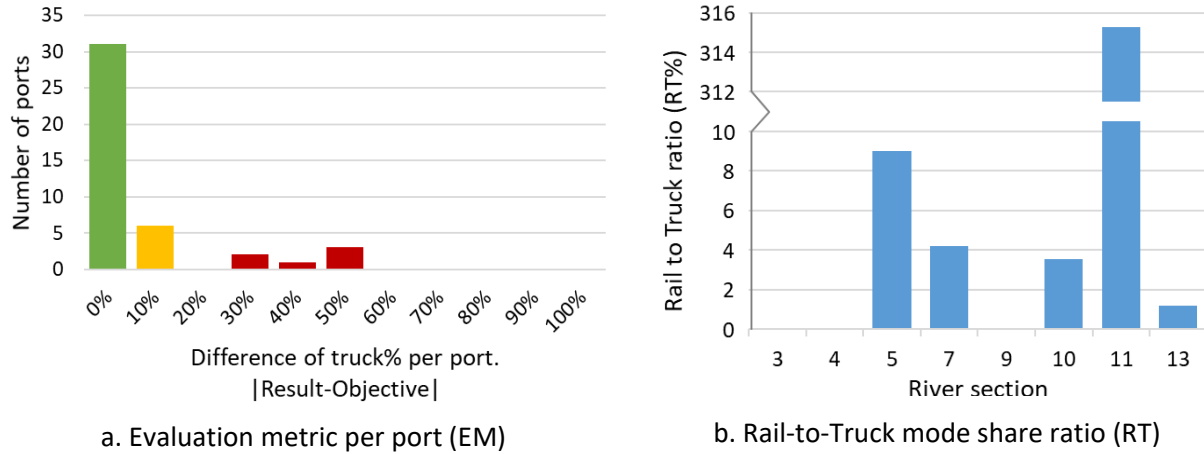 35
30
25
20
15
10
5
0
Number of ports
0% 10% 20% 30% 40% 50% 60% 70% 80% 90% 100%
Difference of truck% per port.
|Result-Objective|
a. Evaluation metric per port (EM)
316
314
312
10
8
6
4
2
0
Rail to Truck ratio (RT%)
3 4 5 7 9 10 11 13
River section
b. Rail-to-Truck mode share ratio (RT)